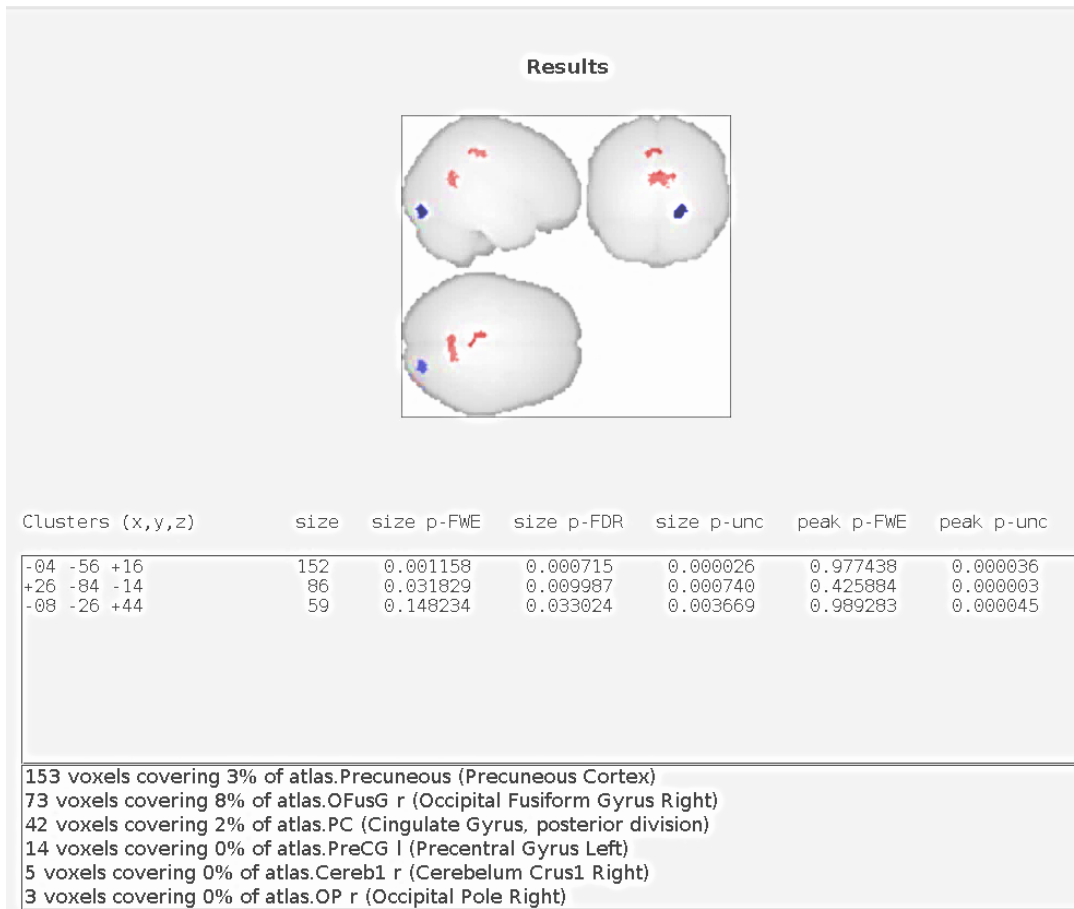 Results
Clusters (x,y,z) size size p-FWE size p-FDR size p-unc peak p-FWE peak p-unc
-04 -56 +16 152 0.001158 0.000715 0.000026 0.977438 0.000036
+26 -84 -14 86 0.031829 0.009987 0.000740 0.425884 0.000003
-08 -26 +44 59 0.148234 0.033024 0.003669 0.989283 0.000045
153 voxels covering 3% of atlas.Precuneous (Precuneous Cortex)
73 voxels covering 8% of atlas.OFusG r (Occipital Fusiform Gyrus Right)
42 voxels covering 2% of atlas.PC (Cingulate Gyrus, posterior division)
14 voxels covering 0% of atlas.PreCG l (Precentral Gyrus Left)
5 voxels covering 0% of atlas.Cereb1 r (Cerebelum Crus1 Right)
3 voxels covering 0% of atlas.OP r (Occipital Pole Right)